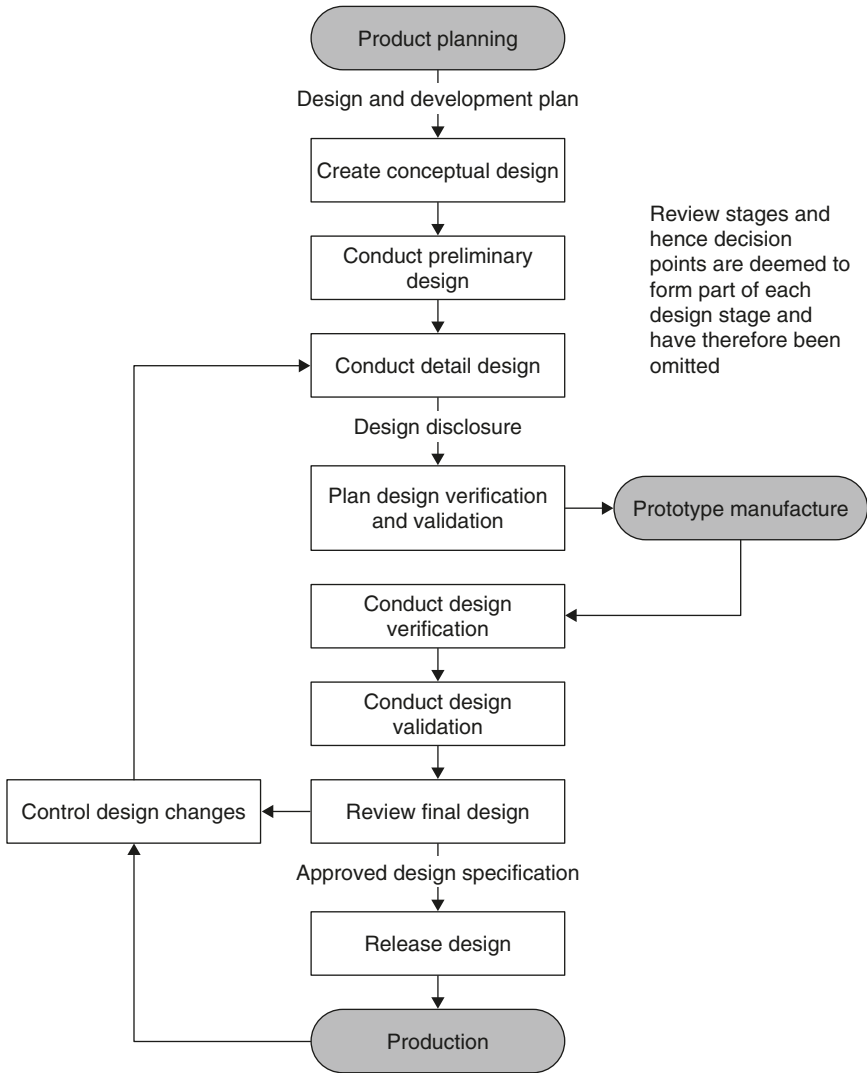 Product planning
Design and development plan
Create conceptual design
Conduct preliminary
design
Review stages and
hence decision
points are deemed to
form part of each
design stage and
have therefore been
omitted
Conduct detail design
Design disclosure
Plan design verification
and validation
Prototype manufacture
Conduct design
verification
Conduct design
validation
Control design changes
Review final design
Approved design specification
Release design
Production